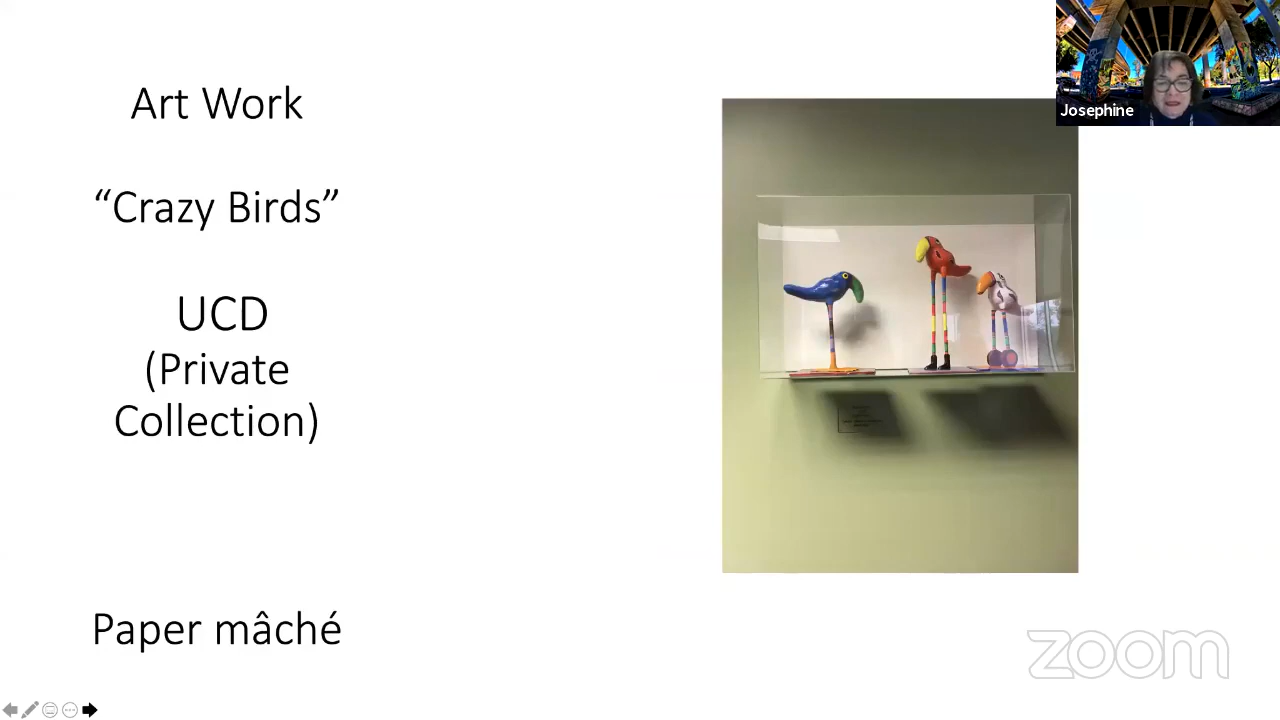 Art Work
“Crazy Birds”
UCD
(Private
Collection)
Paper mâché
Josephine
zoom